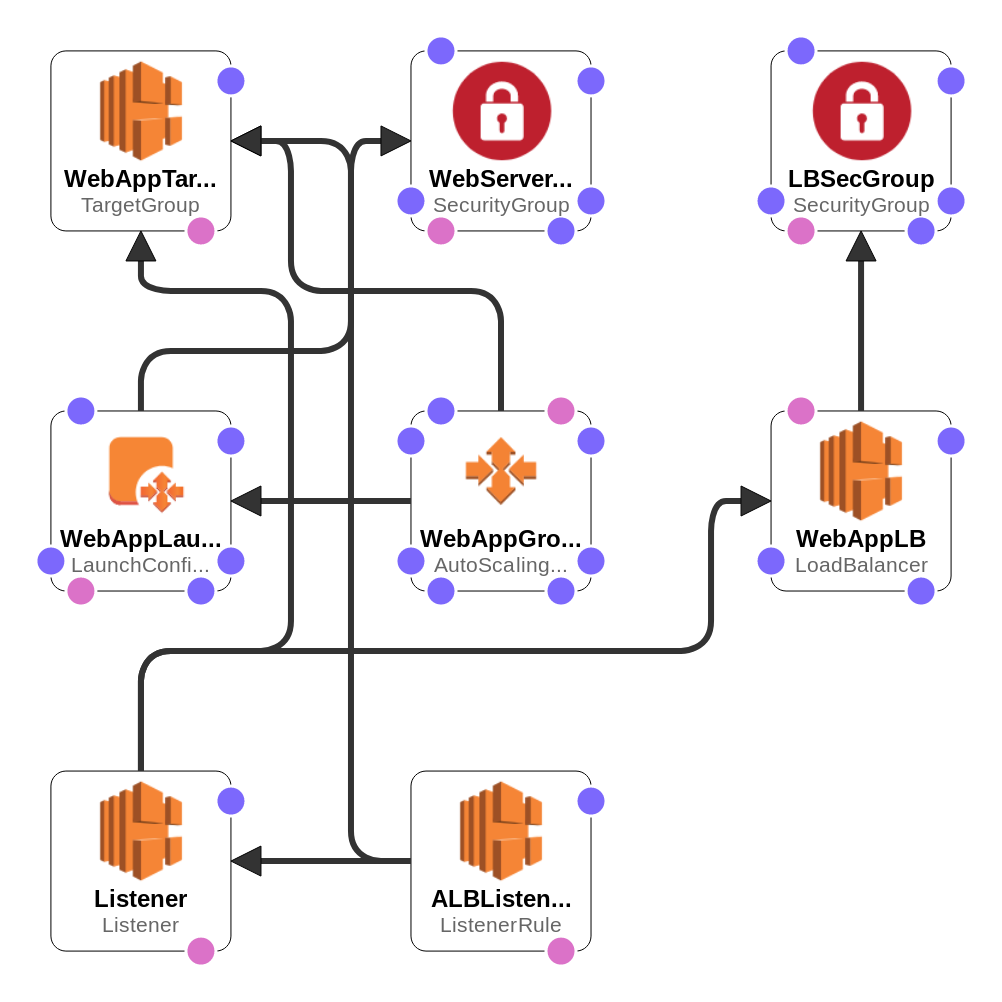 WebAppTar...
TargetGroup
WebServer...
SecurityGroup
LBSecGroup
SecurityGroup
WebAppLau...
LaunchConfi...
WebAppGro...
AutoScaling...
WebAppLB
LoadBalancer
Listener
Listener
ALBListen...
ListenerRule